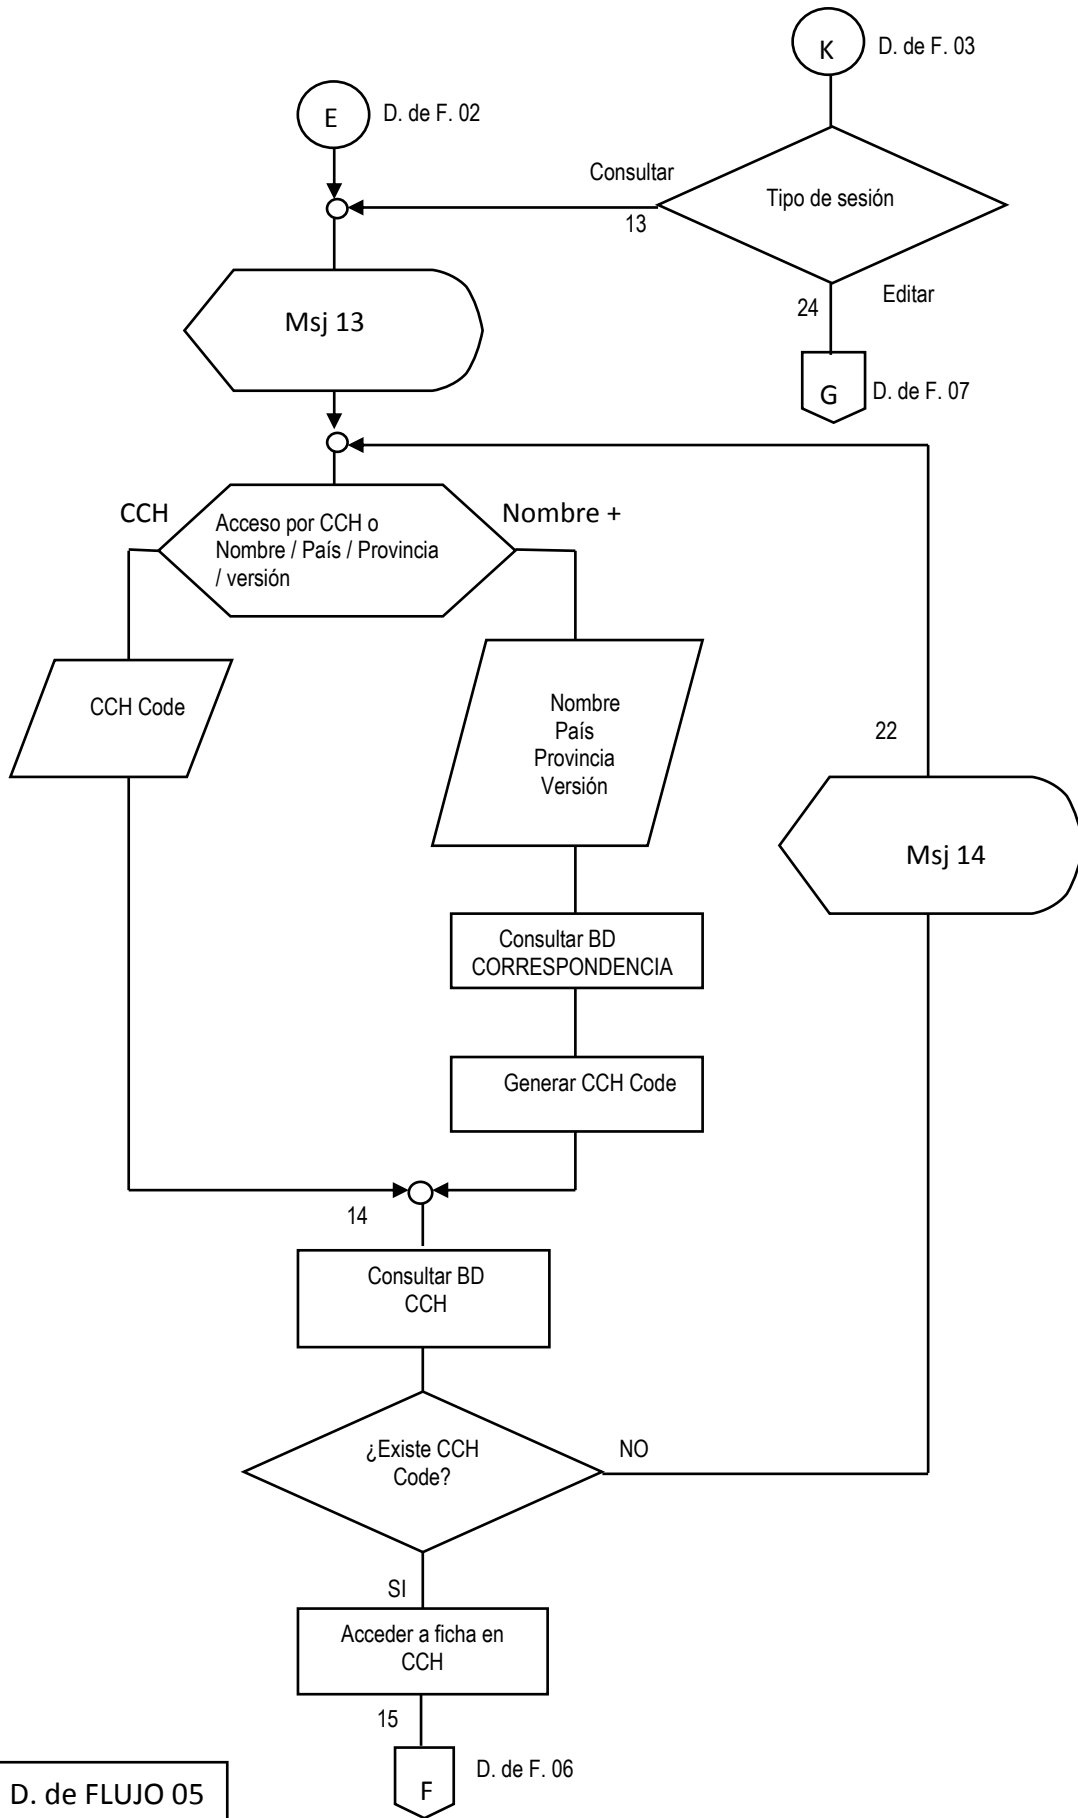 K
D. de F. 03
E
D. de F. 02
Consultar
Tipo de sesión
13
Editar
24
Msj 13
G
D. de F. 07
CCH
Nombre +
Acceso por CCH o
Nombre / País / Provincia
/ versión
CCH Code
Nombre
País
Provincia
Versión
22
Msj 14
Consultar BD
CORRESPONDENCIA
Generar CCH Code
14
Consultar BD
CCH
¿Existe CCH
Code?
NO
SI
Acceder a ficha en
CCH
15
D. de F. 06
F
D. de FLUJO 05